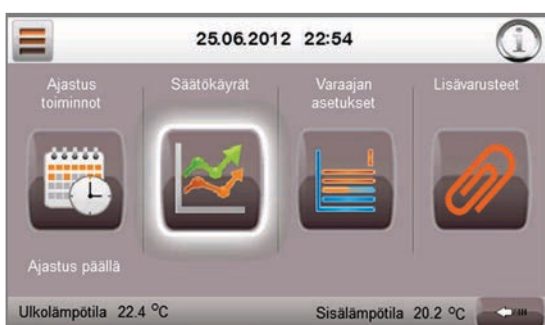 25.06.2012 22:54
Ajastus
toiminnot
Säätökäyrät
Varaajan
asetukset
Lisävarusteet
Ajastus päällä
Ulkolämpötila 22.4 °C
Sisälämpötila 20.2 °C